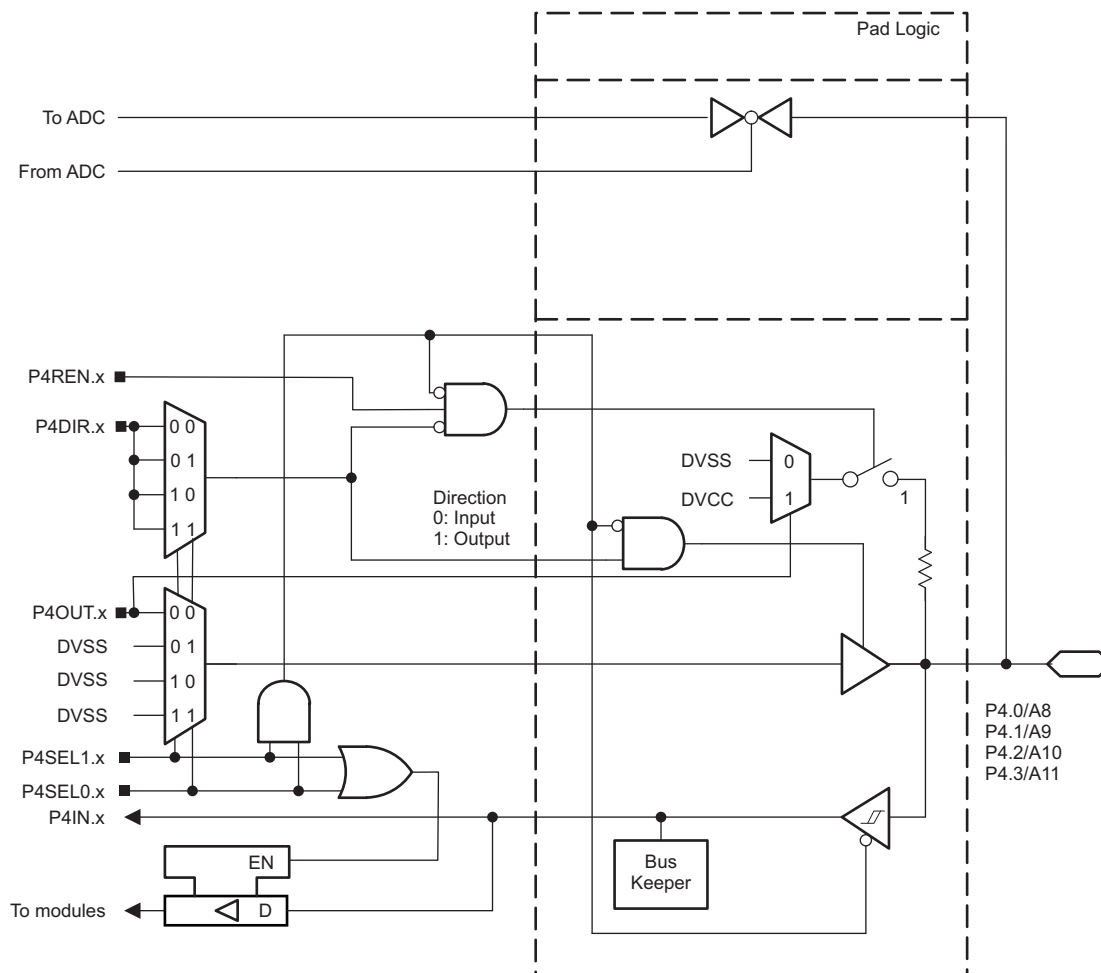 Pad Logic
To ADC
From ADC
P4REN.x
P4DIR.x
0 0
0 1
1 0
1 1
Direction
0: Input
1: Output
DVSS
0
DVCC
1
1
P4OUT.x
0 0
DVSS
0 1
DVSS
1 0
DVSS
1 1
P4.0/A8
P4.1/A9
P4.2/A10
P4.3/A11
P4SEL1.x
P4SEL0.x
P4IN.x
Bus
Keeper
EN
To modules
D